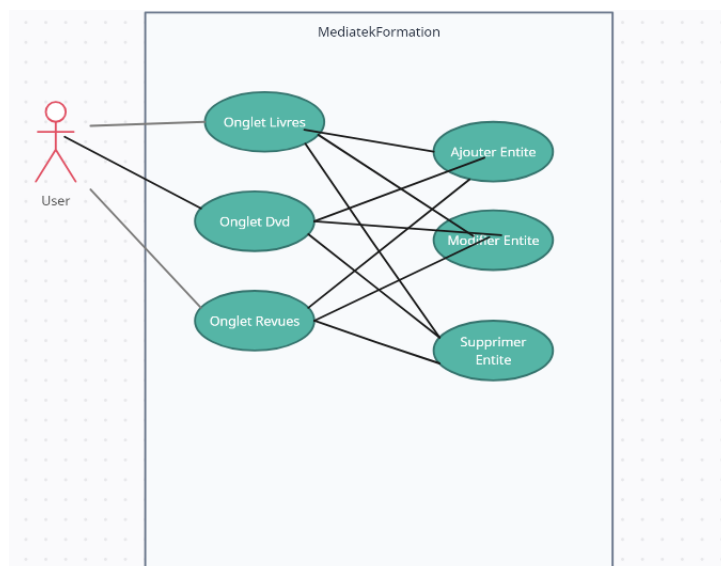 MediatekFormation
Onglet Livres
Ajouter Entite
User
Onglet Dvd
Modifier Entite
Onglet Revues
Supprimer
Entite